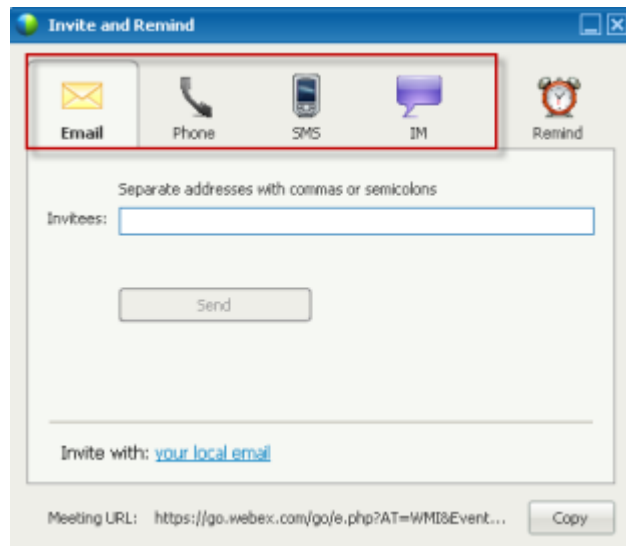 Invite and Remind
Email Phone SMS IM Remind
Separate addresses with commas or semicolons
Invitees:
Send
Invite with: your local email
Meeting URL: https://go.webex.com/go/e.php?AT=WMI&Event... Copy